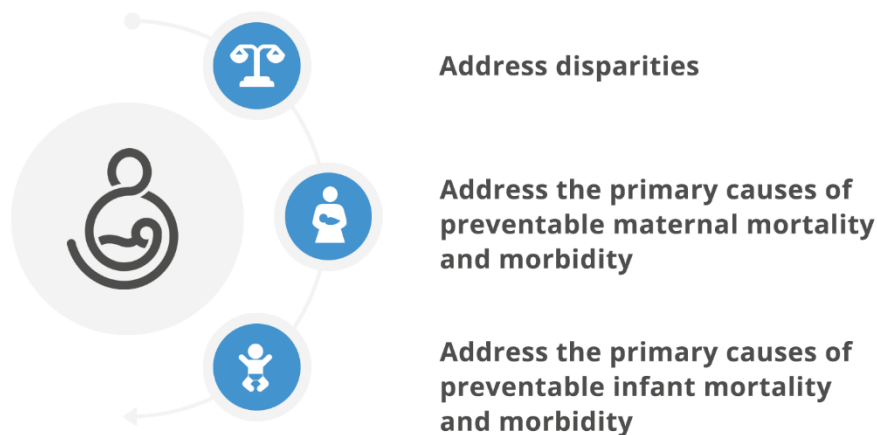 Address disparities
Address the primary causes of
preventable maternal mortality
and morbidity
Address the primary causes of
preventable infant mortality
and morbidity